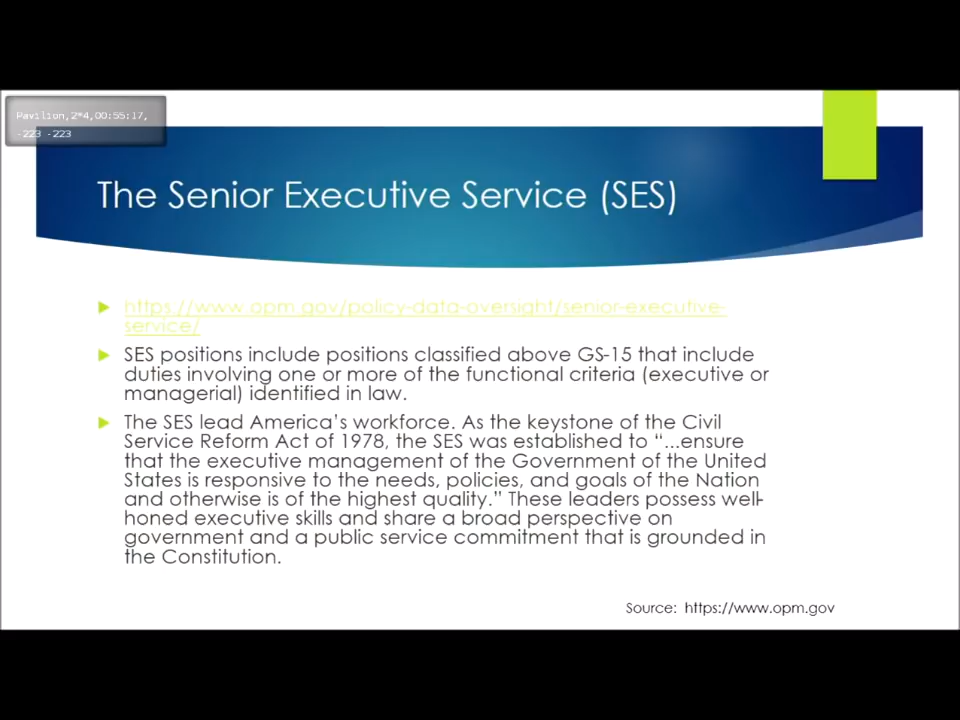 Pavilion,2*4,00:55:17,
-223 -223
The Senior Executive Service (SES)
https://www.opm.gov/policy-data-oversight/senior-executive-
service/
SES positions include positions classified above GS-15 that include
duties involving one or more of the functional criteria (executive or
managerial) identified in law.
The SES lead America’s workforce. As the keystone of the Civil
Service Reform Act of 1978, the SES was established to “...ensure
that the executive management of the Government of the United
States is responsive to the needs, policies, and goals of the Nation
and otherwise is of the highest quality.” These leaders possess well-
honed executive skills and share a broad perspective on
government and a public service commitment that is grounded in
the Constitution.
Source: https://www.opm.gov